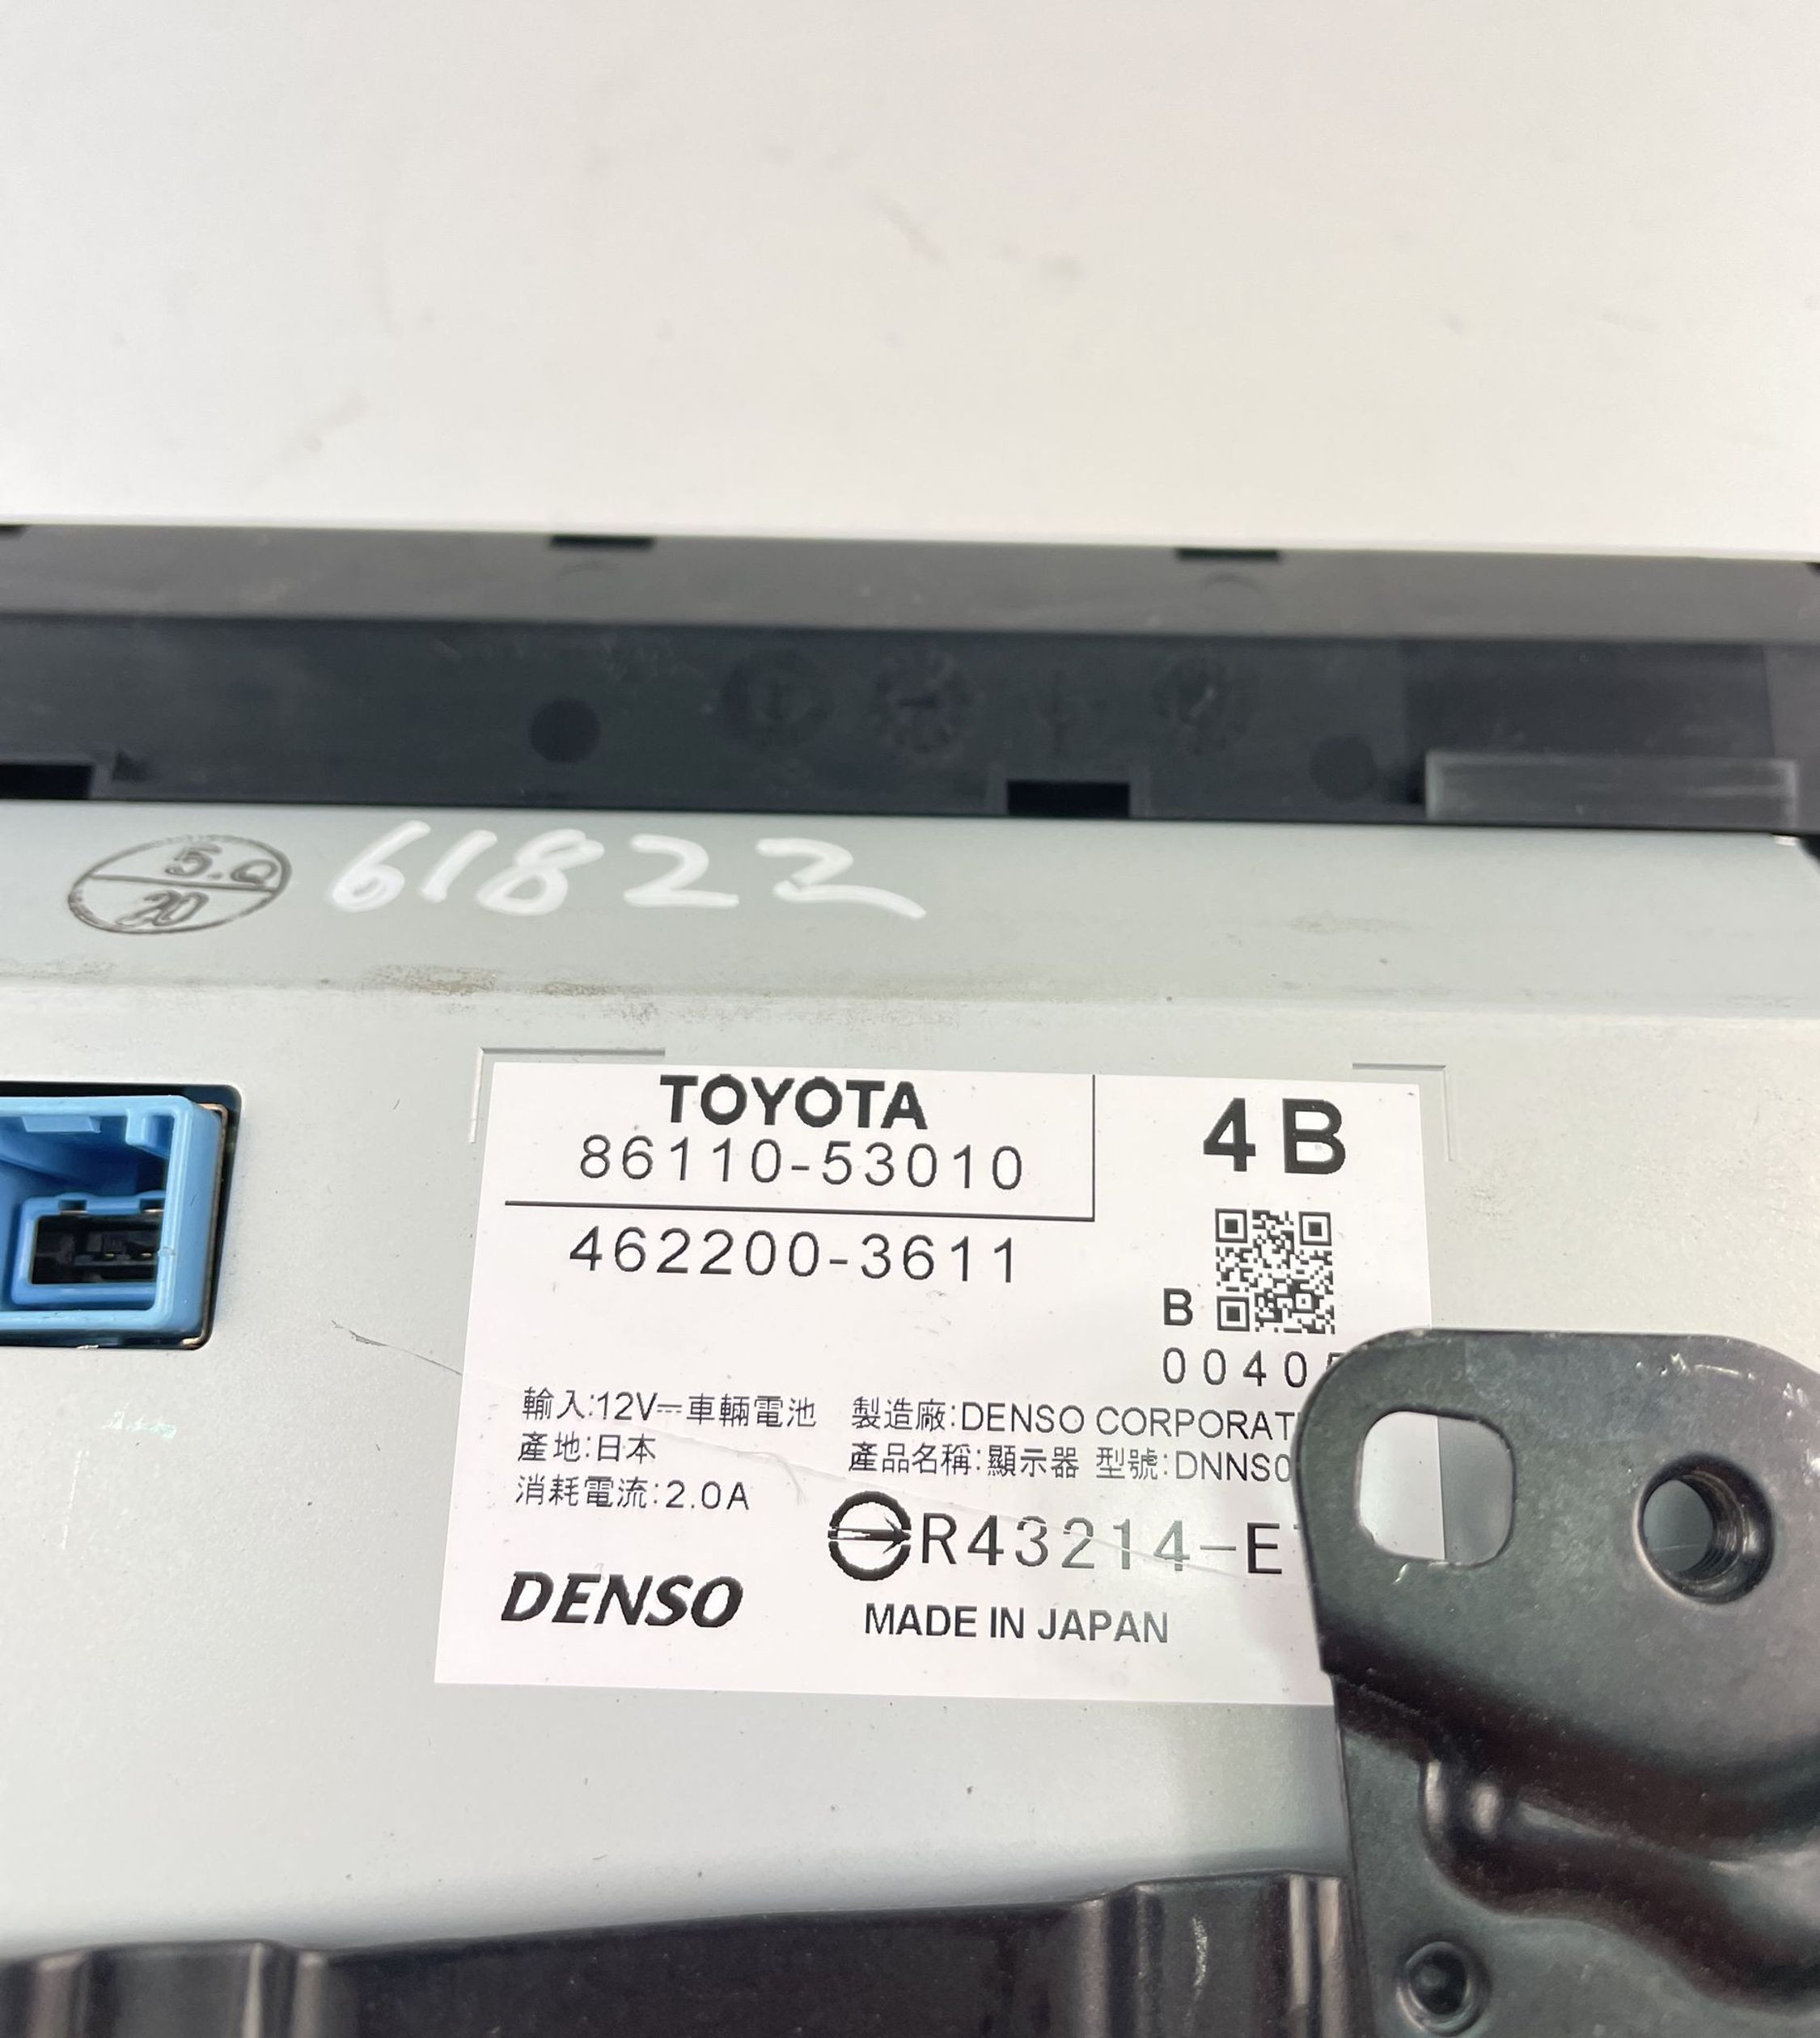 5.0
20
61822
TOYOTA
86110-53010
4B
462200-3611
B
0040
輸入:12V⎓車輛電池
產地:日本
消耗電流:2.0A
製造廠:DENSO CORPORAT
產品名稱:顯示器 型號:DNNS0
R43214-E
DENSO
MADE IN JAPAN